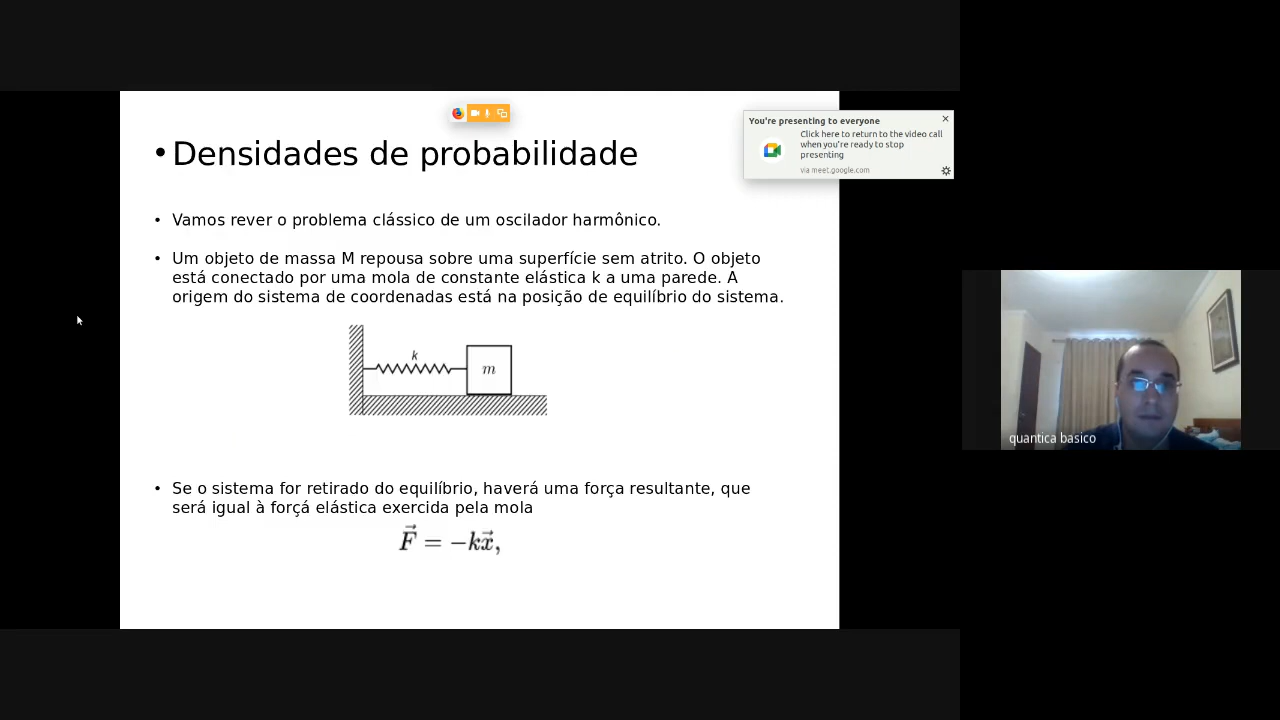 • Densidades de probabilidade
You're presenting to everyone
Click here to return to the video call
when you're ready to stop
presenting
via meet.google.com
• Vamos rever o problema clássico de um oscilador harmônico.
• Um objeto de massa M repousa sobre uma superfície sem atrito. O objeto
está conectado por uma mola de constante elástica k a uma parede. A
origem do sistema de coordenadas está na posição de equilíbrio do sistema.
k
m
• Se o sistema for retirado do equilíbrio, haverá uma força resultante, que
será igual à forçá elástica exercida pela mola
$\vec{F} = -k\vec{x},$
quantica basico